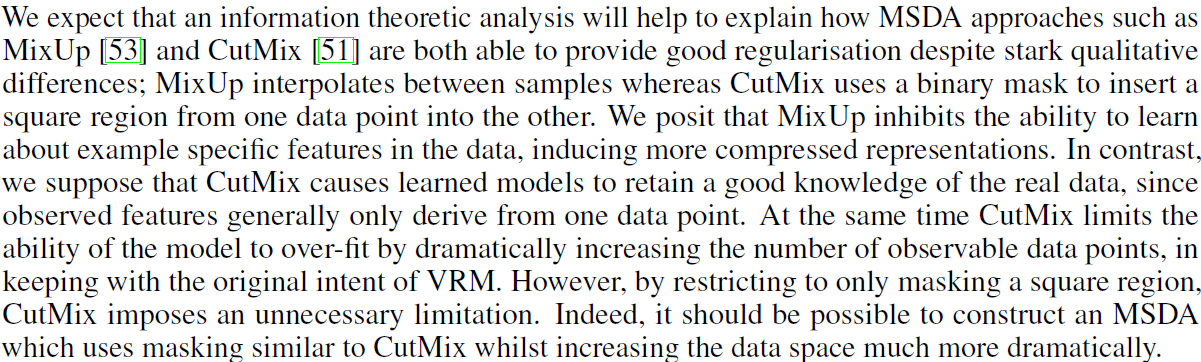 We expect that an information theoretic analysis will help to explain how MSDA approaches such as
MixUp [53] and CutMix [51] are both able to provide good regularisation despite stark qualitative
differences; MixUp interpolates between samples whereas CutMix uses a binary mask to insert a
square region from one data point into the other. We posit that MixUp inhibits the ability to learn
about example specific features in the data, inducing more compressed representations. In contrast,
we suppose that CutMix causes learned models to retain a good knowledge of the real data, since
observed features generally only derive from one data point. At the same time CutMix limits the
ability of the model to over-fit by dramatically increasing the number of observable data points, in
keeping with the original intent of VRM. However, by restricting to only masking a square region,
CutMix imposes an unnecessary limitation. Indeed, it should be possible to construct an MSDA
which uses masking similar to CutMix whilst increasing the data space much more dramatically.